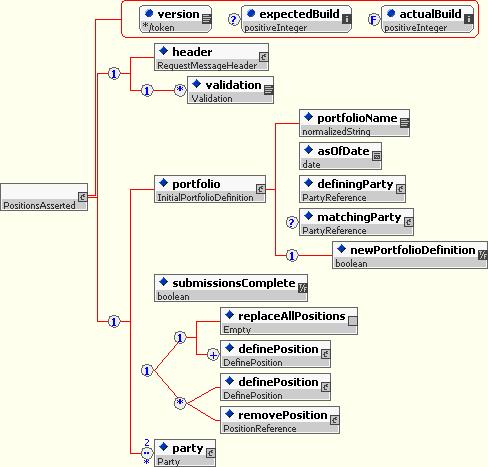 version
*/token
? expectedBuild
positiveInteger
F actualBuild
positiveInteger
1 header
RequestMessageHeader
1 * validation
Validation
PositionsAsserted
portfolio
InitialPortfolioDefinition
portfolioName
normalizedString
asOfDate
date
definingParty
PartyReference
? matchingParty
PartyReference
1 newPortfolioDefinition
boolean
1
submissionsComplete
boolean
1 1 replaceAllPositions
Empty
+ definePosition
DefinePosition
* definePosition
DefinePosition
removePosition
PositionReference
2 .. * party
Party